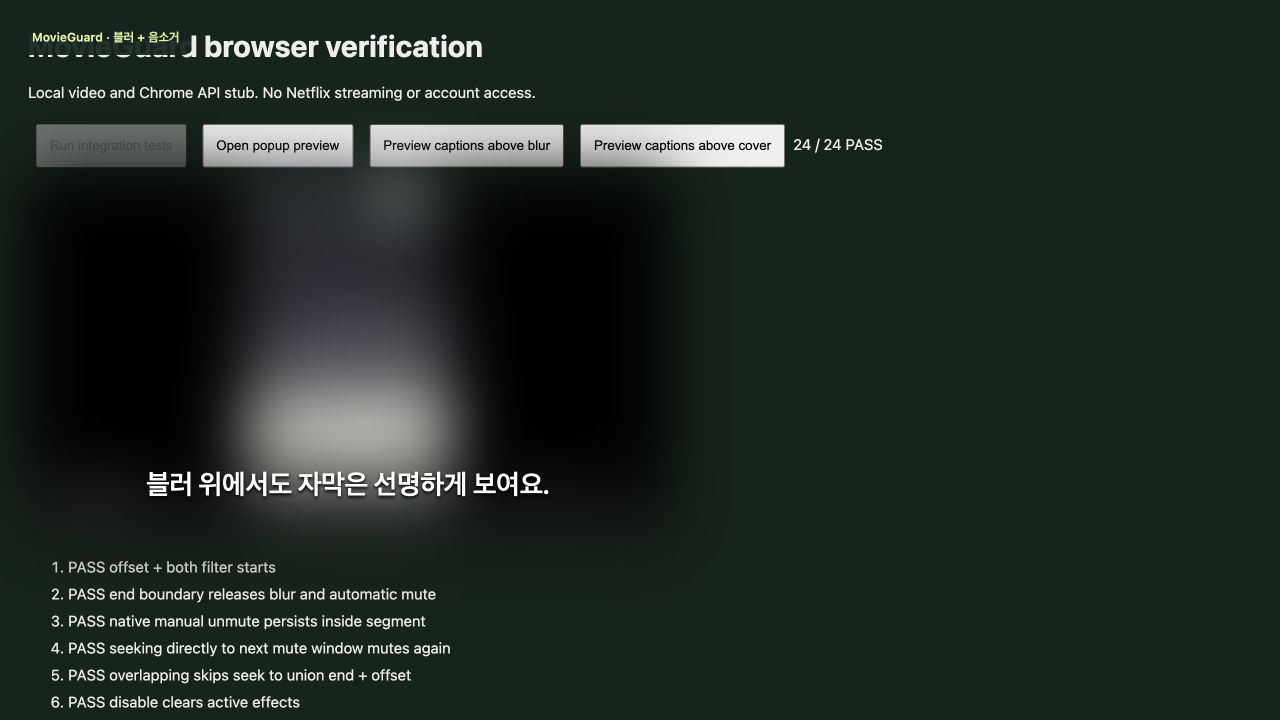 MovieGuard · 블러 + 음소거
MovieGuard browser verification
Local video and Chrome API stub. No Netflix streaming or account access.
Run integration tests
Open popup preview
Preview captions above blur
Preview captions above cover
24 / 24 PASS
블러 위에서도 자막은 선명하게 보여요.
1. PASS offset + both filter starts
2. PASS end boundary releases blur and automatic mute
3. PASS native manual unmute persists inside segment
4. PASS seeking directly to next mute window mutes again
5. PASS overlapping skips seek to union end + offset
6. PASS disable clears active effects